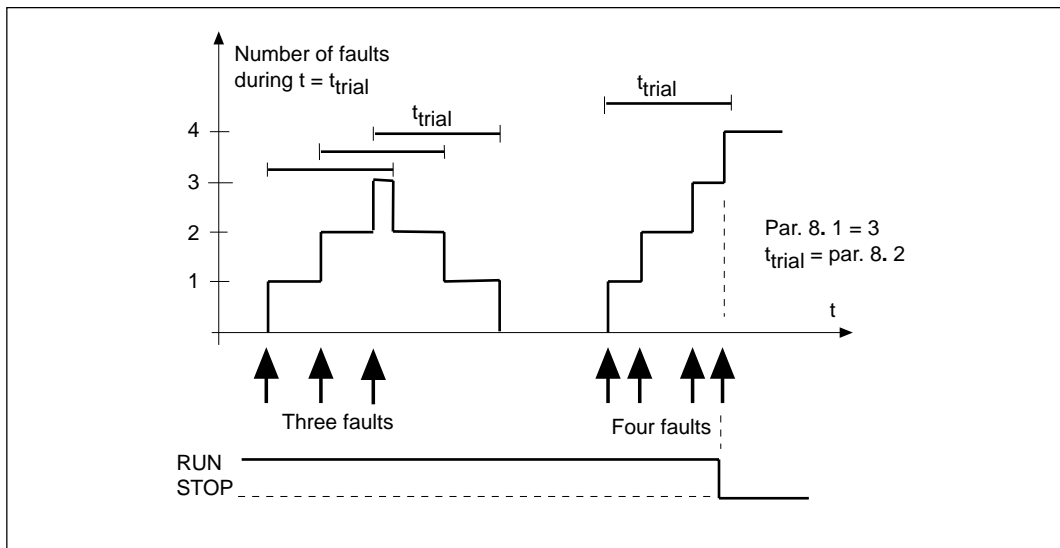 Number of faults
during t = ttrial
ttrial
ttrial
4
3
2
1
Par. 8. 1 = 3
ttrial = par. 8. 2
t
Three faults
Four faults
RUN
STOP